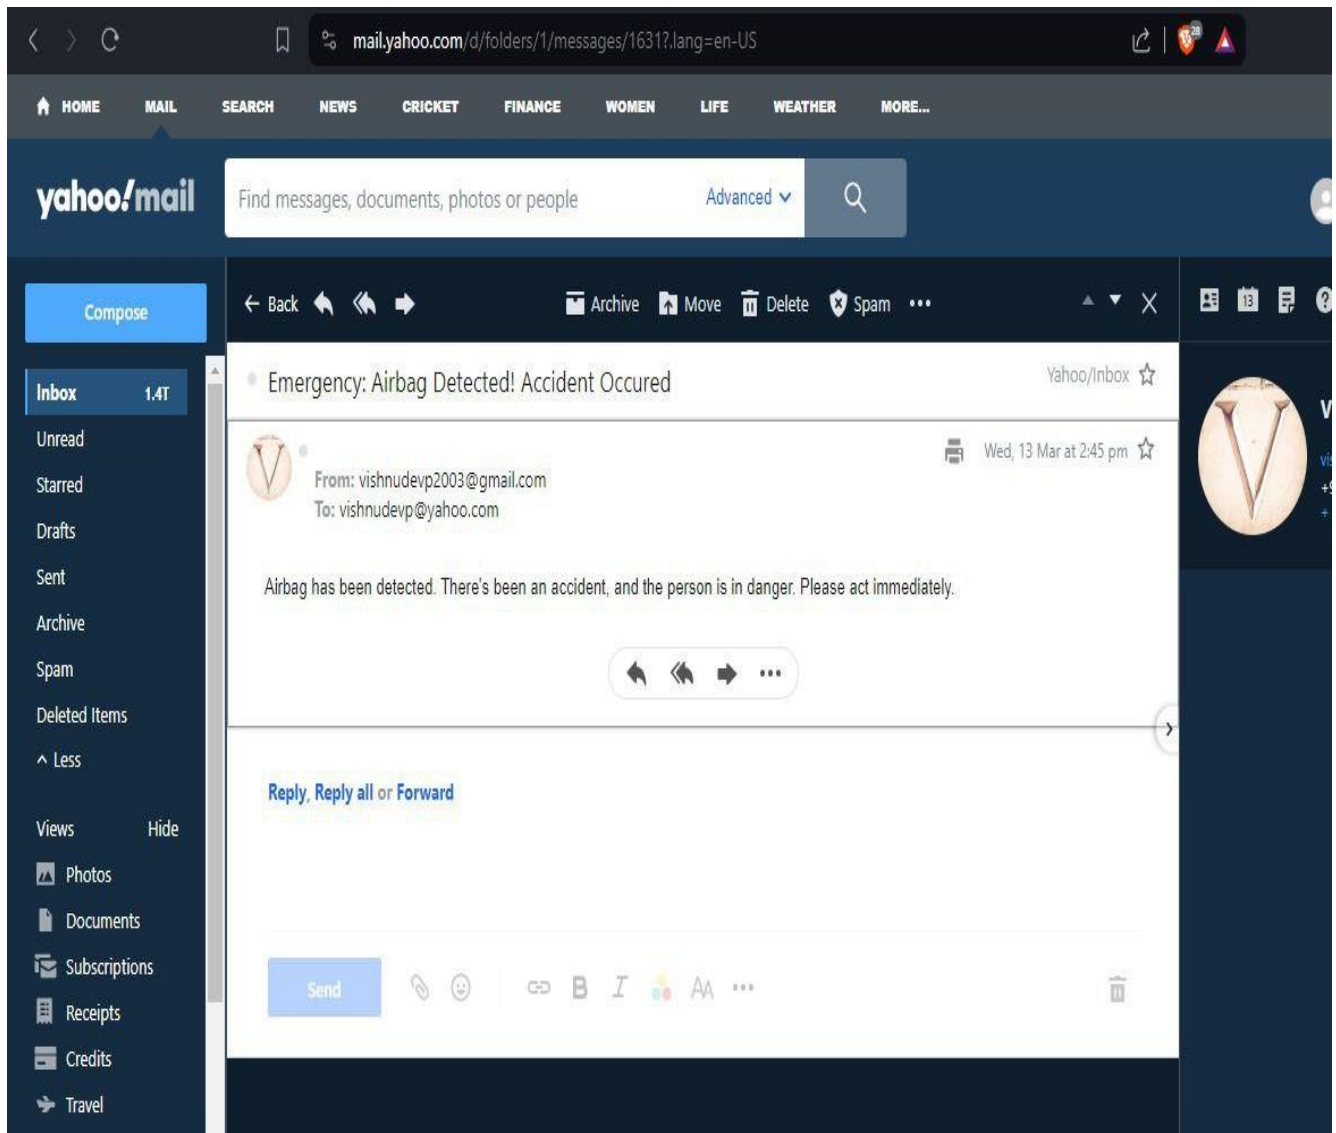 mail.yahoo.com/d/folders/1/messages/1631?.lang=en-US
28
HOME MAIL SEARCH NEWS CRICKET FINANCE WOMEN LIFE WEATHER MORE...
yahoo!mail
Find messages, documents, photos or people
Advanced
Compose
Back
Archive
Move
Delete
Spam
13
Inbox 1.4T
Unread
Starred
Drafts
Sent
Archive
Spam
Deleted Items
Less
Views Hide
Photos
Documents
Subscriptions
Receipts
Credits
Travel
Emergency: Airbag Detected! Accident Occured
Yahoo/Inbox
V
Wed, 13 Mar at 2:45 pm
From: vishnudevp2003@gmail.com
To: vishnudevp@yahoo.com
Airbag has been detected. There's been an accident, and the person is in danger. Please act immediately.
Reply, Reply all or Forward
Send
B I AA
V
V
vis
+9
+